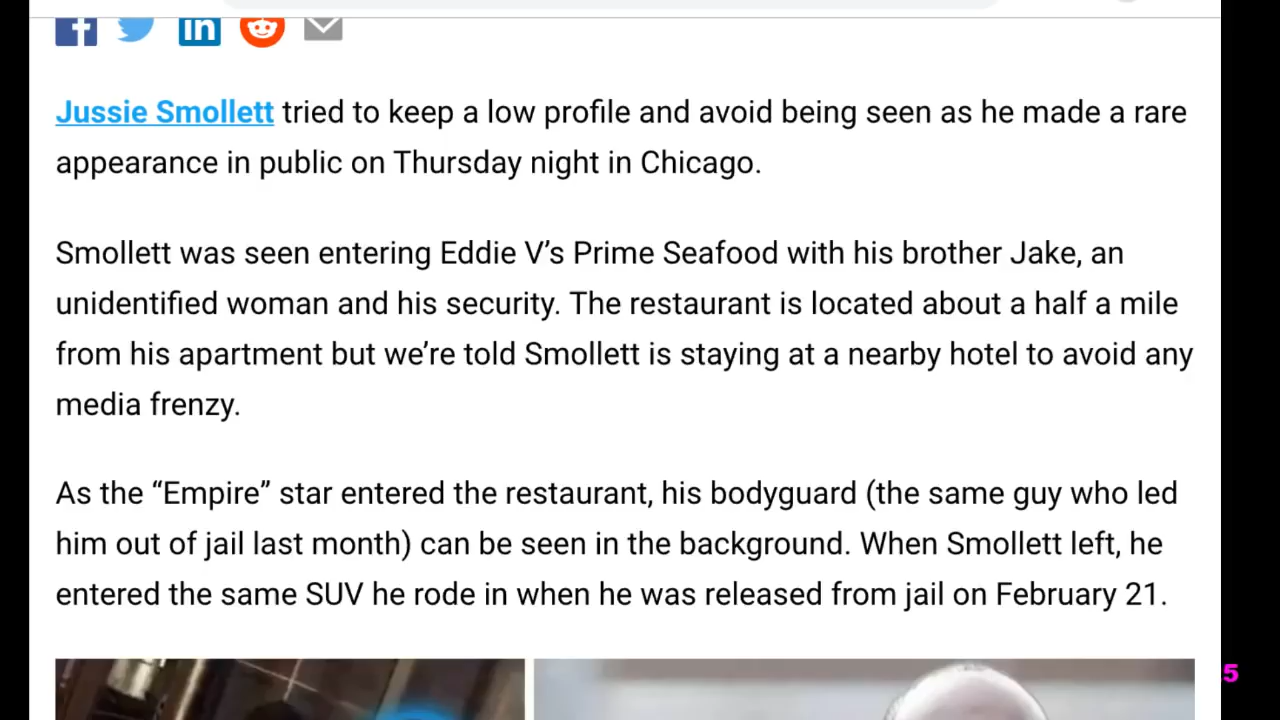 Jussie Smollett tried to keep a low profile and avoid being seen as he made a rare
appearance in public on Thursday night in Chicago.
Smollett was seen entering Eddie V’s Prime Seafood with his brother Jake, an
unidentified woman and his security. The restaurant is located about a half a mile
from his apartment but we’re told Smollett is staying at a nearby hotel to avoid any
media frenzy.
As the “Empire” star entered the restaurant, his bodyguard (the same guy who led
him out of jail last month) can be seen in the background. When Smollett left, he
entered the same SUV he rode in when he was released from jail on February 21.
5